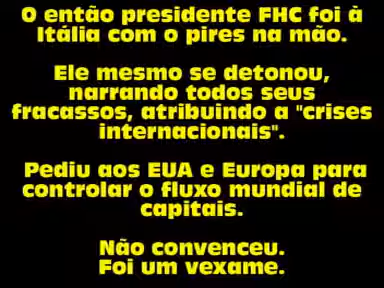 O então presidente FHC foi à
Itália com o pires na mão.
Ele mesmo se detonou,
narrando todos seus
fracassos, atribuindo a "crises
internacionais".
Pediu aos EUA e Europa para
controlar o fluxo mundial de
capitais.
Não convenceu.
Foi um vexame.